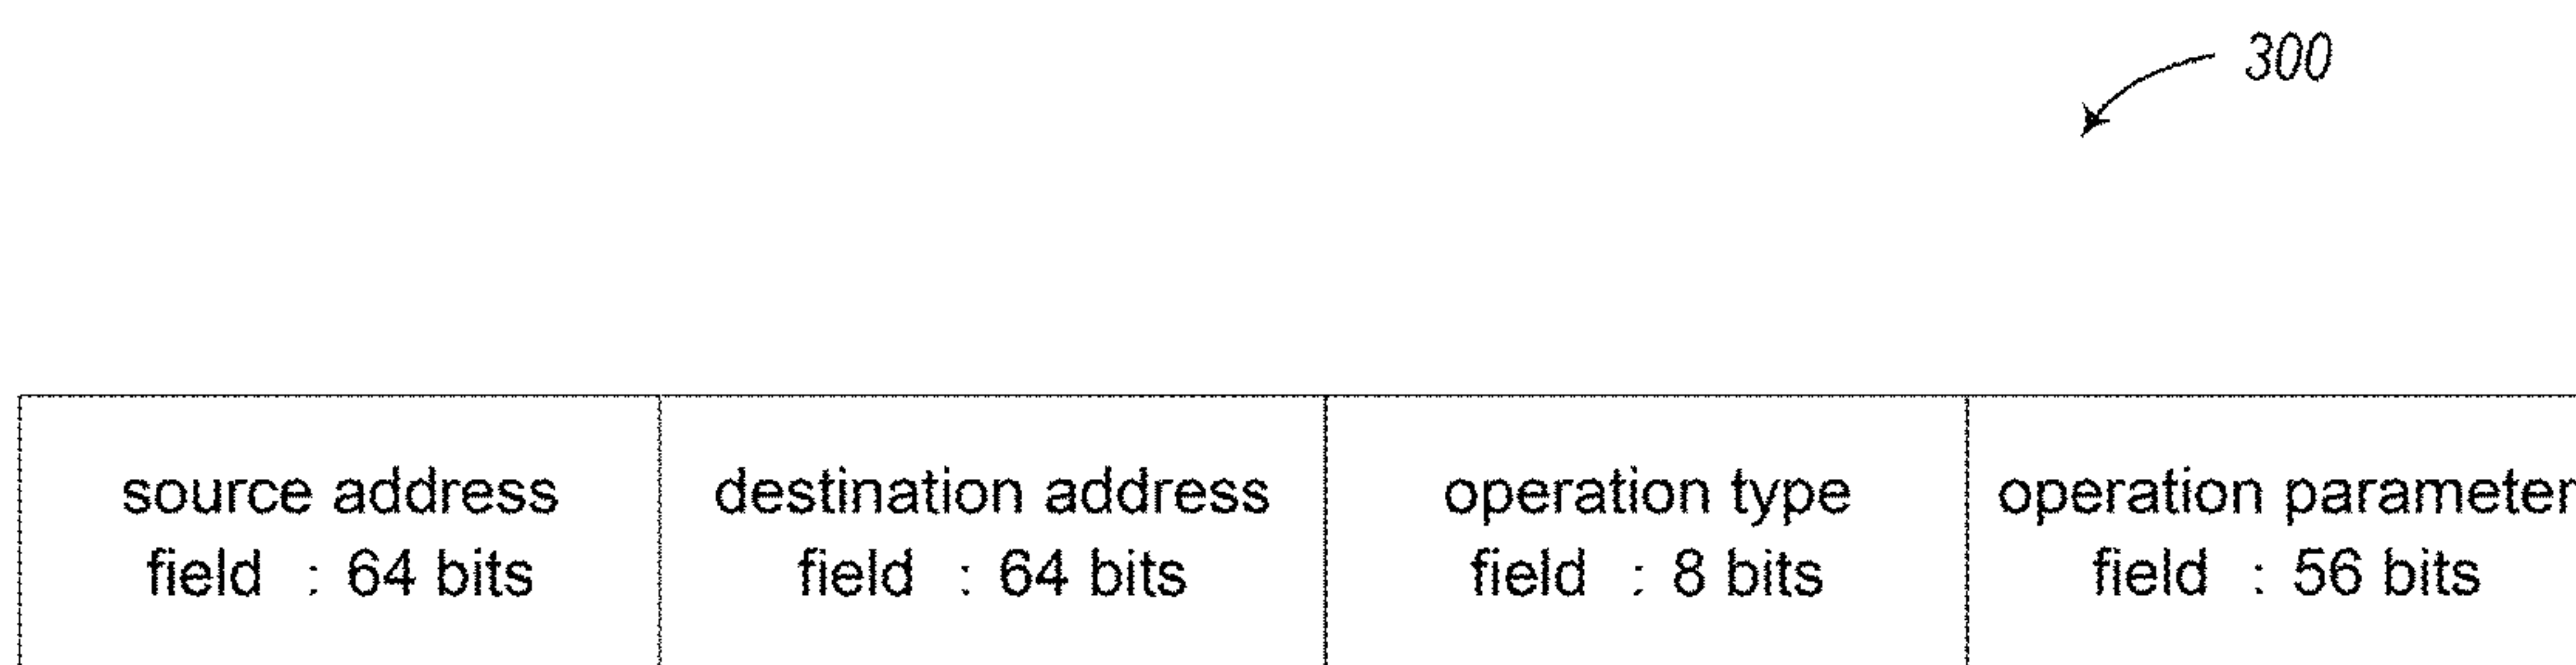 300
source address
field : 64 bits
destination address
field : 64 bits
operation type
field : 8 bits
operation parameter
field : 56 bits